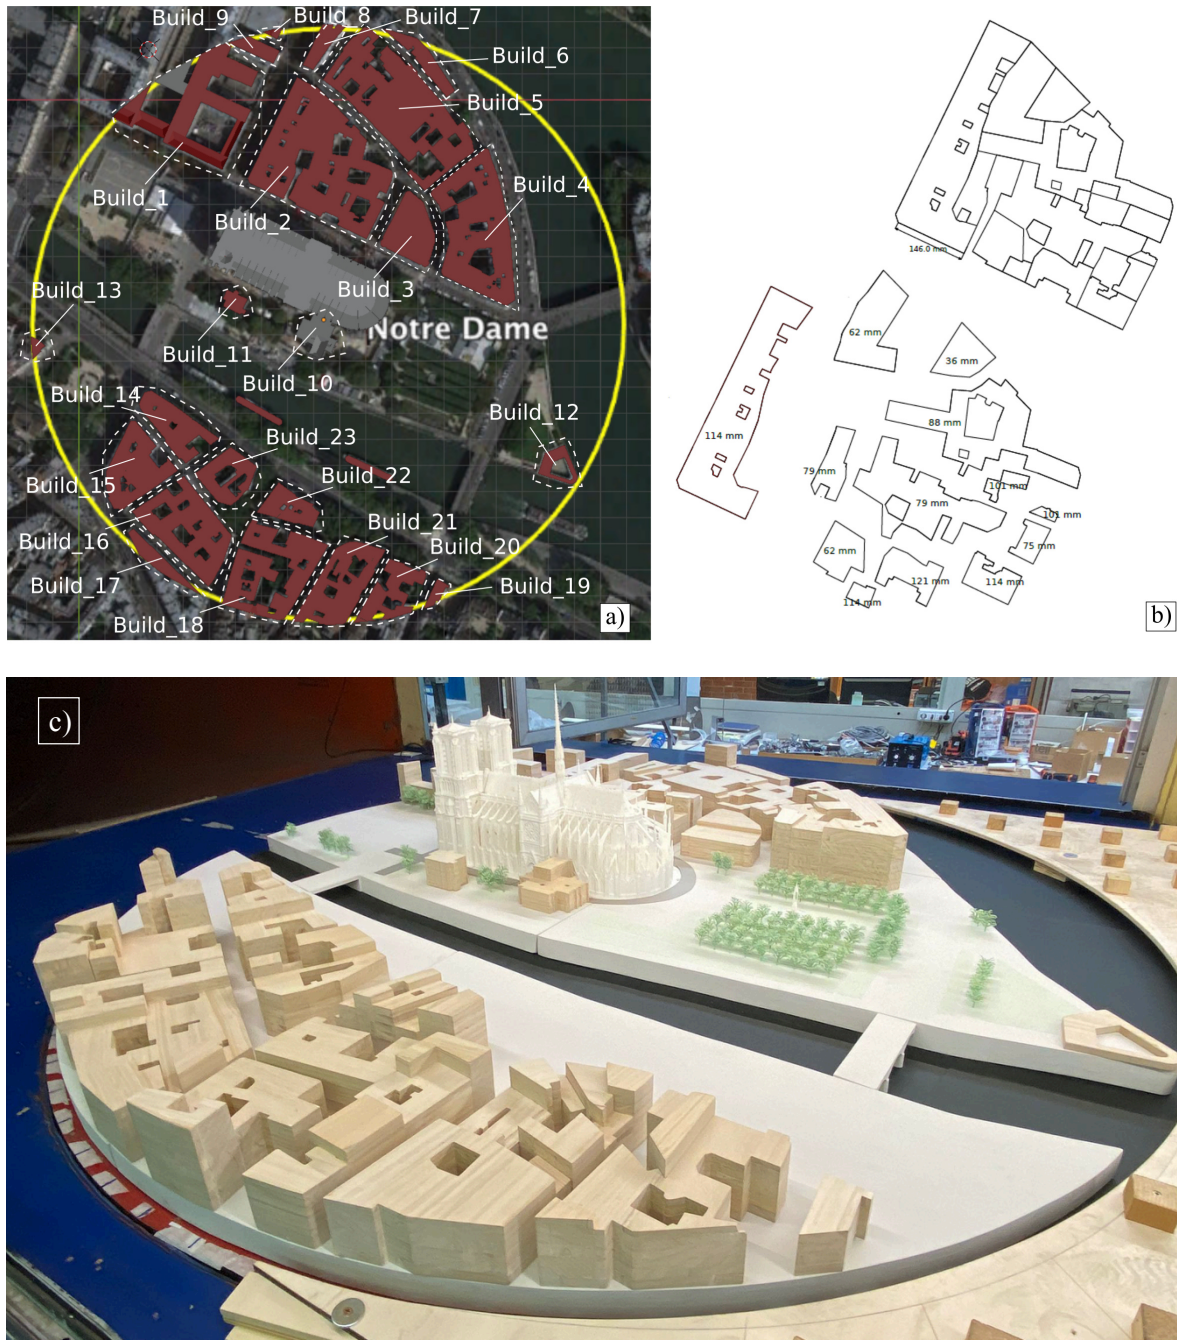 Build_9
Build_8
Build_7
Build_6
Build_5
Build_4
Build_1
Build_2
Build_3
Build_13
Notre Dame
Build_11
Build_10
Build_14
Build_12
Build_23
Build_22
Build_15
Build_21
Build_16
Build_20
Build_17
Build_19
Build_18
a)
146.0 mm
62 mm
36 mm
88 mm
114 mm
79 mm
101 mm
79 mm
101 mm
75 mm
62 mm
121 mm
114 mm
114 mm
b)
c)